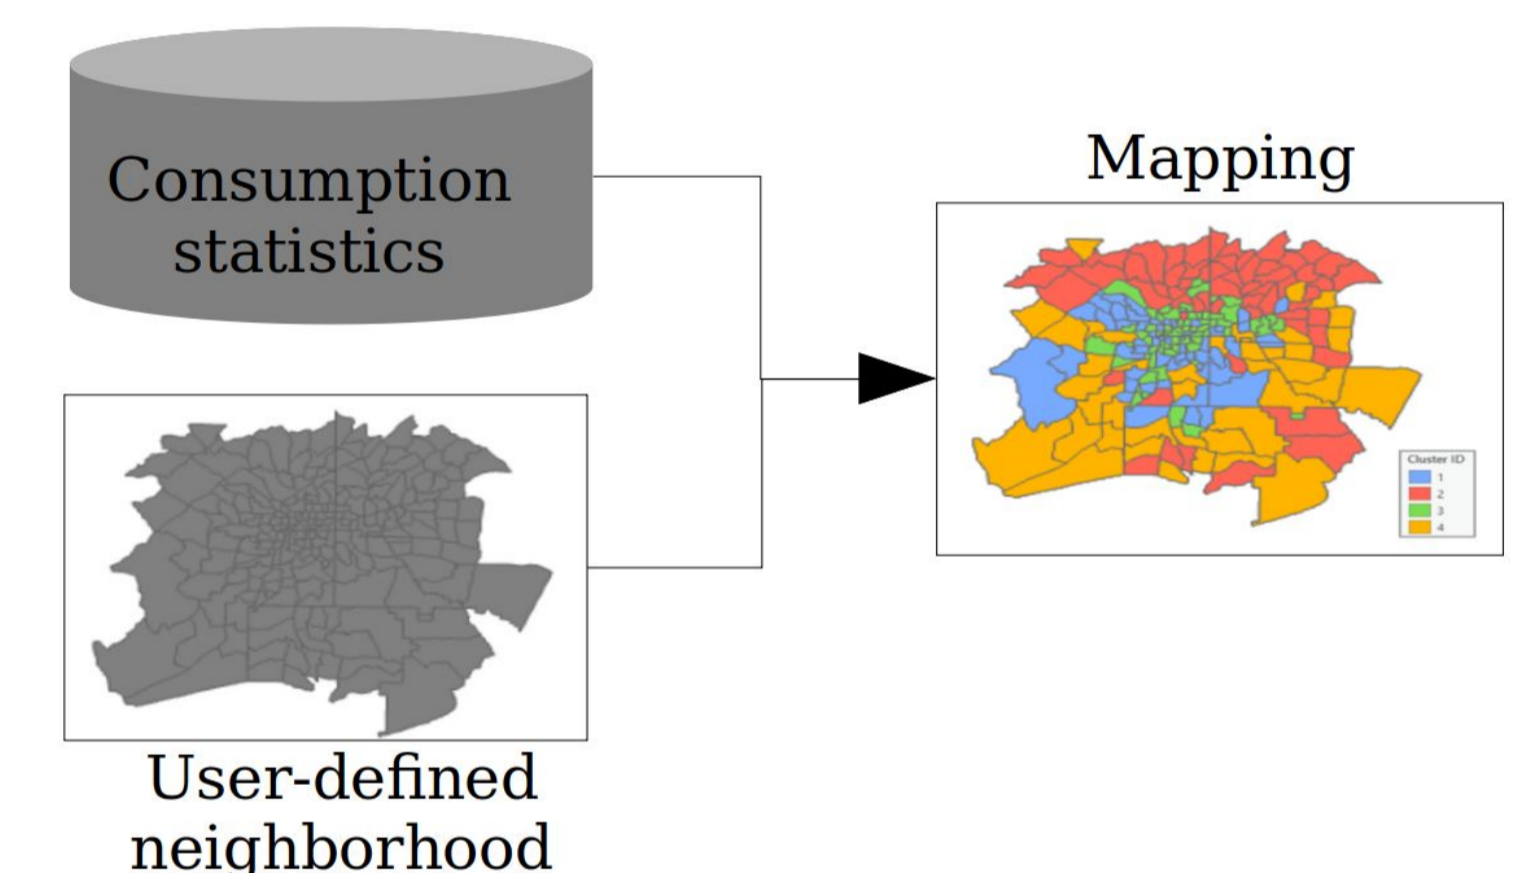 Consumption
statistics
Mapping
Cluster ID
1
2
3
4
User-defined
neighborhood